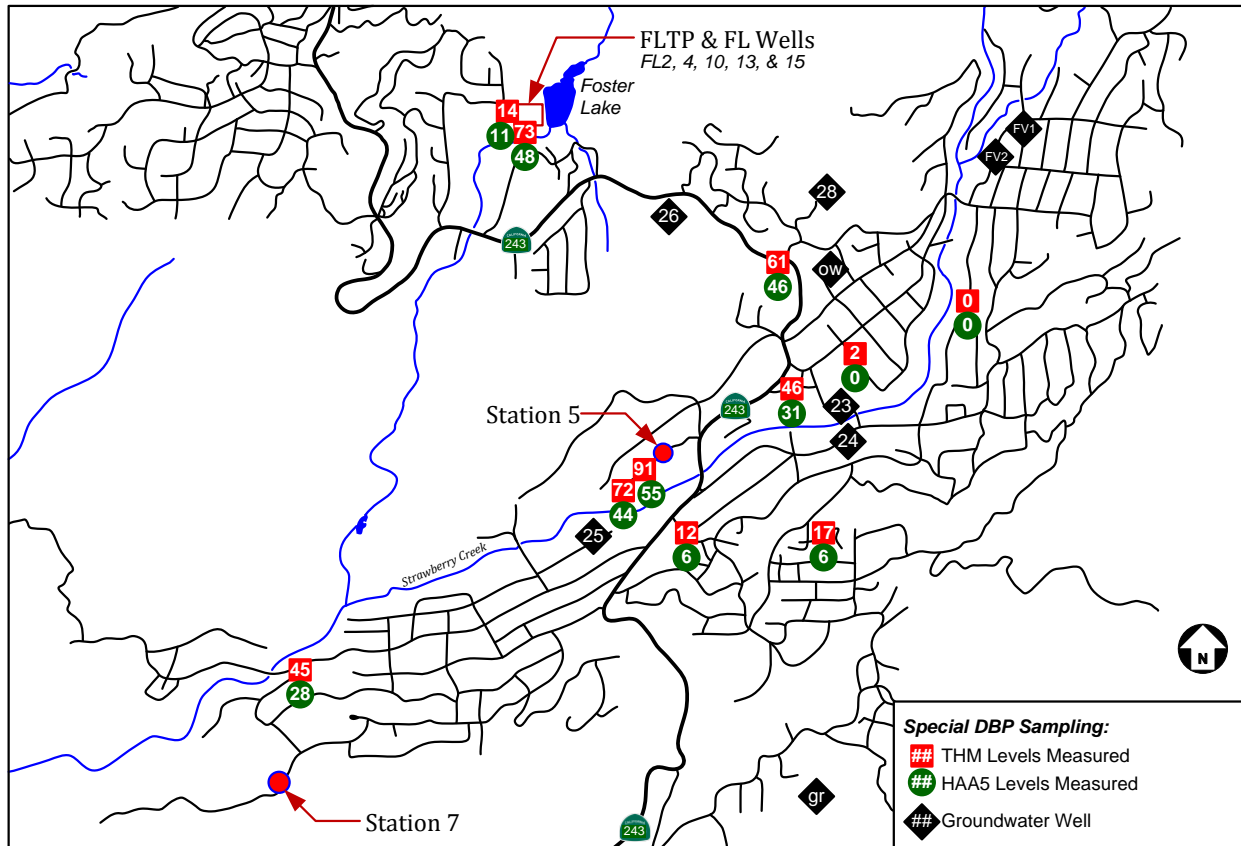 FLTP & FL Wells
FL2, 4, 10, 13, & 15
Foster
Lake
14
11
73
48
FV1
FV2
28
26
CALIFORNIA
243
61
46
ow
0
0
2
0
46
31
23
24
CALIFORNIA
243
Station 5
91
55
72
44
25
12
6
17
6
Strawberry Creek
45
28
Station 7
gr
CALIFORNIA
243
N
Special DBP Sampling:
## THM Levels Measured
## HAA5 Levels Measured
## Groundwater Well